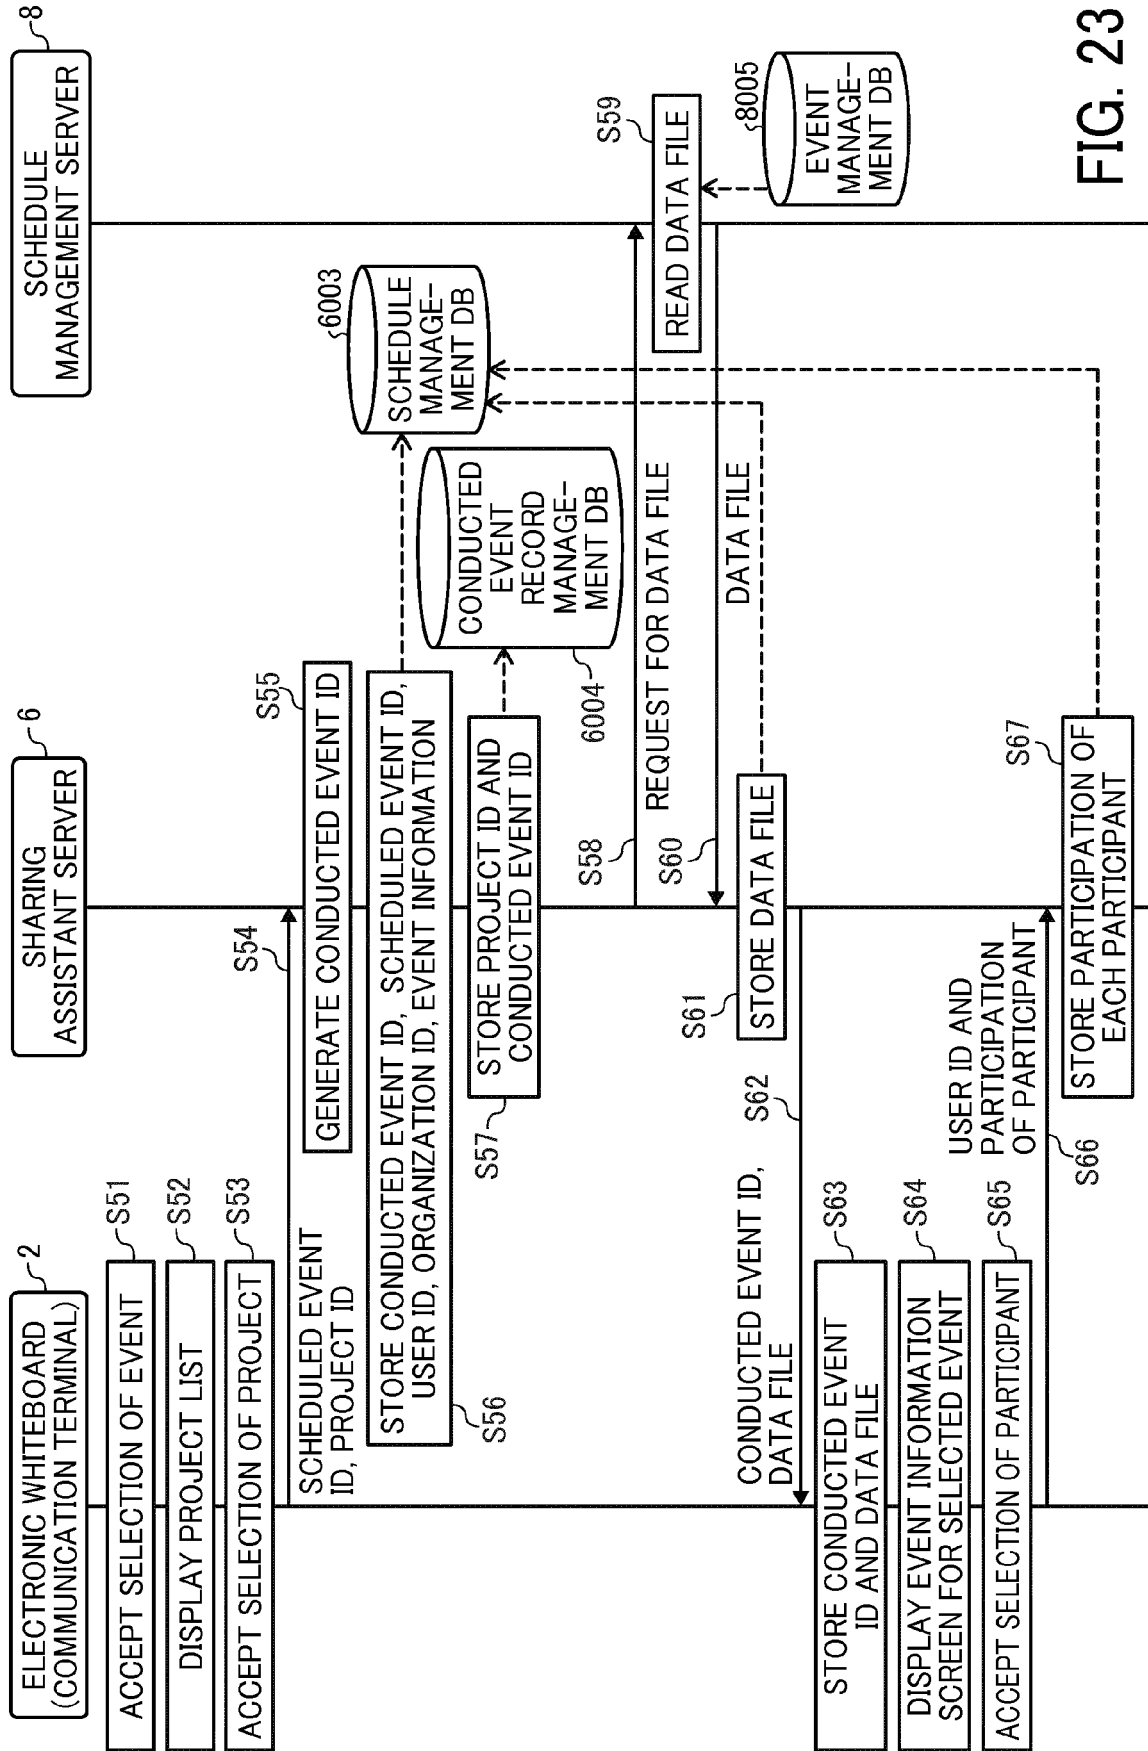 ELECTRONIC WHITEBOARD
(COMMUNICATION TERMINAL)
2
SHARING
ASSISTANT SERVER
6
SCHEDULE
MANAGEMENT SERVER
8
ACCEPT SELECTION OF EVENT
S51
DISPLAY PROJECT LIST
S52
ACCEPT SELECTION OF PROJECT
S53
S54
SCHEDULED EVENT
ID, PROJECT ID
GENERATE CONDUCTED EVENT ID
S55
6003
SCHEDULE
MANAGE-
MENT DB
STORE CONDUCTED EVENT ID, SCHEDULED EVENT ID,
USER ID, ORGANIZATION ID, EVENT INFORMATION
S56
CONDUCTED
EVENT
RECORD
MANAGE-
MENT DB
6004
STORE PROJECT ID AND
CONDUCTED EVENT ID
S57
S58
REQUEST FOR DATA FILE
S59
READ DATA FILE
8005
EVENT
MANAGE-
MENT DB
S60
DATA FILE
S61
STORE DATA FILE
CONDUCTED EVENT ID,
DATA FILE
S62
STORE CONDUCTED EVENT
ID AND DATA FILE
S63
DISPLAY EVENT INFORMATION
SCREEN FOR SELECTED EVENT
S64
ACCEPT SELECTION OF PARTICIPANT
S65
USER ID AND
PARTICIPATION
OF PARTICIPANT
S66
STORE PARTICIPATION OF
EACH PARTICIPANT
S67
FIG. 23